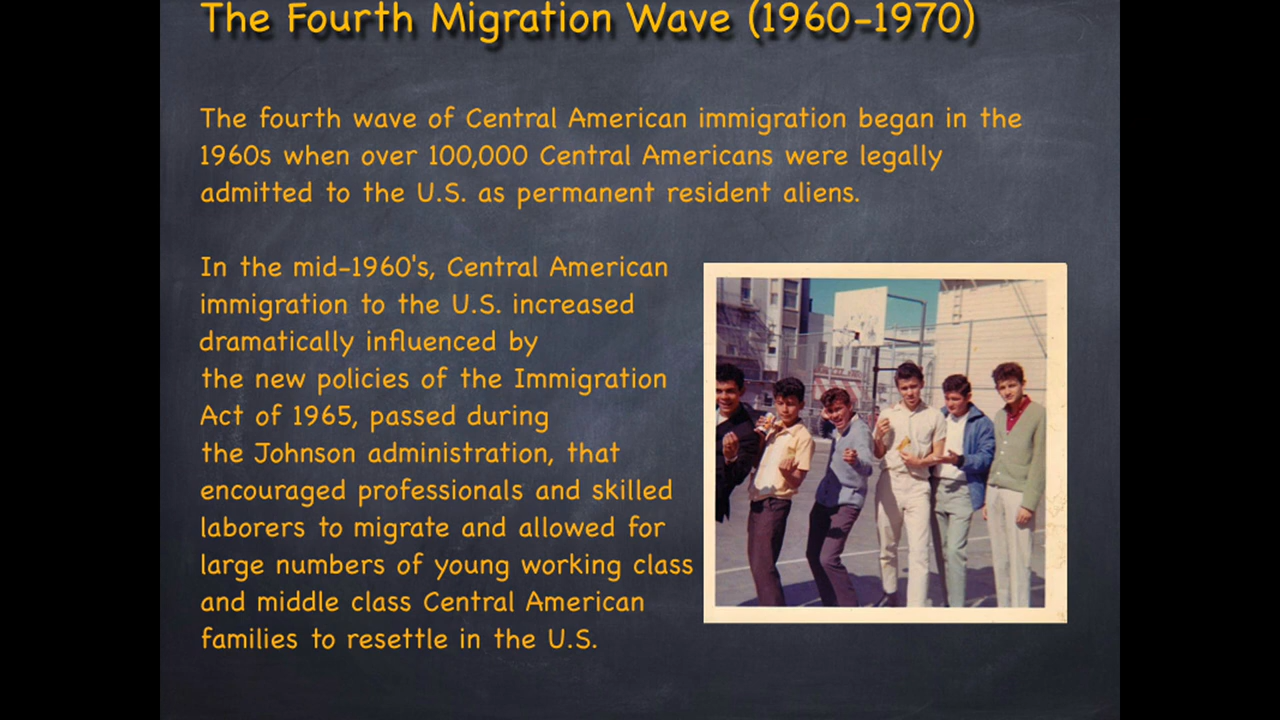 The Fourth Migration Wave (1960-1970)
The fourth wave of Central American immigration began in the
1960s when over 100,000 Central Americans were legally
admitted to the U.S. as permanent resident aliens.
In the mid-1960's, Central American
immigration to the U.S. increased
dramatically influenced by
the new policies of the Immigration
Act of 1965, passed during
the Johnson administration, that
encouraged professionals and skilled
laborers to migrate and allowed for
large numbers of young working class
and middle class Central American
families to resettle in the U.S.